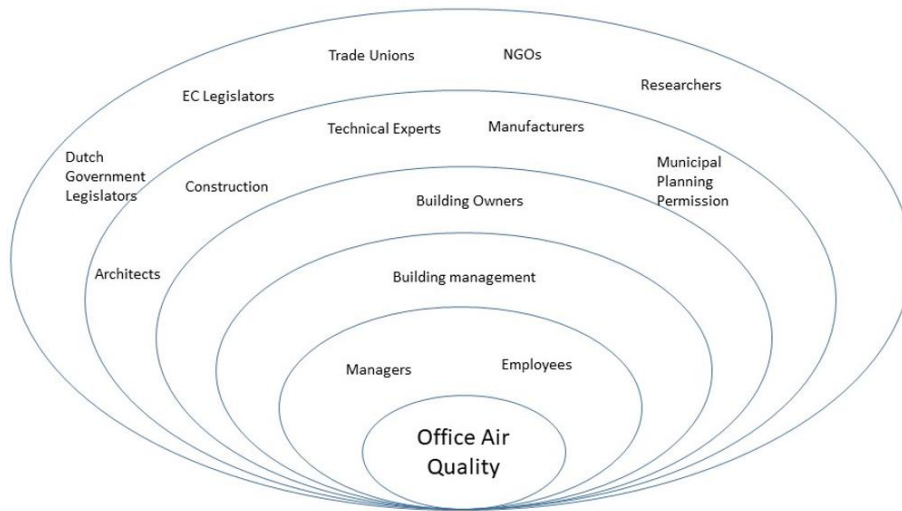 Trade Unions
NGOs
Researchers
EC Legislators
Technical Experts
Manufacturers
Dutch
Government
Legislators
Construction
Municipal
Planning
Permission
Building Owners
Architects
Building management
Managers
Employees
Office Air
Quality